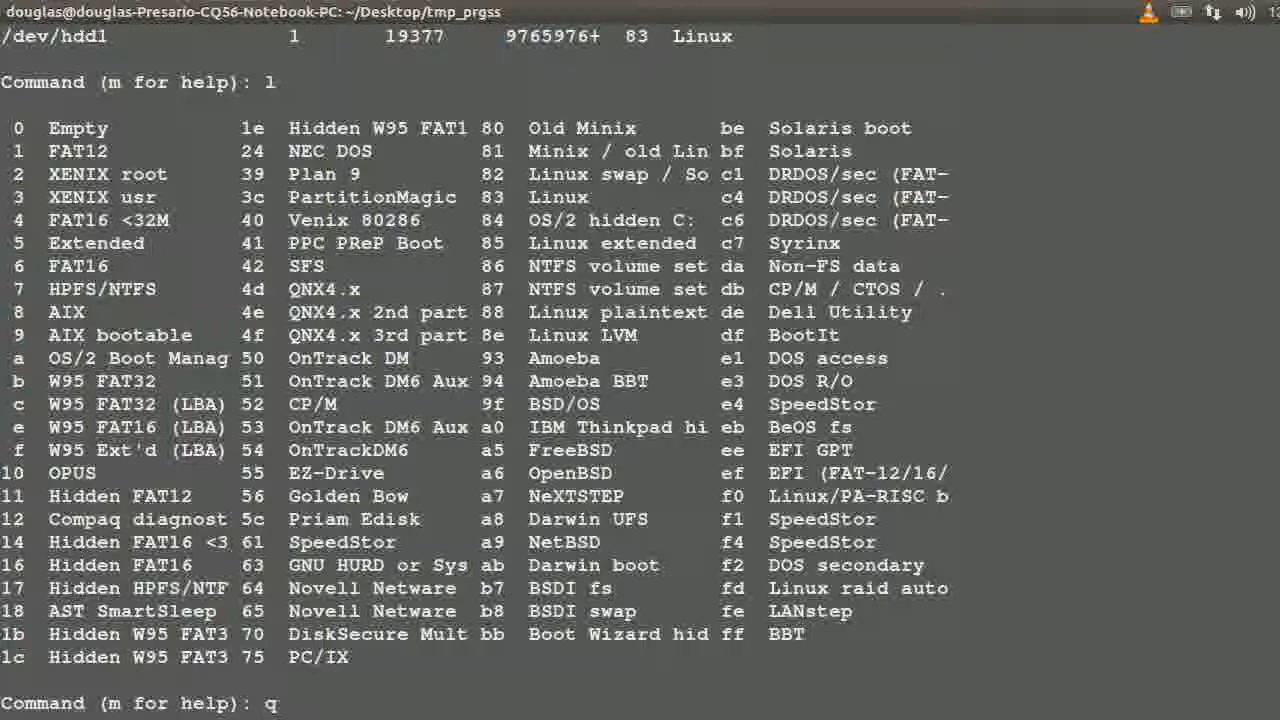 douglas@douglas-Presario-CQ56-Notebook-PC: ~/Desktop/tmp_prgss
/dev/hdd1 1 19377 9765976+ 83 Linux
Command (m for help): l
0 Empty 1e Hidden W95 FAT1 80 Old Minix be Solaris boot
1 FAT12 24 NEC DOS 81 Minix / old Lin bf Solaris
2 XENIX root 39 Plan 9 82 Linux swap / So c1 DRDOS/sec (FAT-
3 XENIX usr 3c PartitionMagic 83 Linux c4 DRDOS/sec (FAT-
4 FAT16 <32M 40 Venix 80286 84 OS/2 hidden C: c6 DRDOS/sec (FAT-
5 Extended 41 PPC PReP Boot 85 Linux extended c7 Syrinx
6 FAT16 42 SFS 86 NTFS volume set da Non-FS data
7 HPFS/NTFS 4d QNX4.x 87 NTFS volume set db CP/M / CTOS / .
8 AIX 4e QNX4.x 2nd part 88 Linux plaintext de Dell Utility
9 AIX bootable 4f QNX4.x 3rd part 8e Linux LVM df BootIt
a OS/2 Boot Manag 50 OnTrack DM 93 Amoeba e1 DOS access
b W95 FAT32 51 OnTrack DM6 Aux 94 Amoeba BBT e3 DOS R/O
c W95 FAT32 (LBA) 52 CP/M 9f BSD/OS e4 SpeedStor
e W95 FAT16 (LBA) 53 OnTrack DM6 Aux a0 IBM Thinkpad hi eb BeOS fs
f W95 Ext'd (LBA) 54 OnTrackDM6 a5 FreeBSD ee EFI GPT
10 OPUS 55 EZ-Drive a6 OpenBSD ef EFI (FAT-12/16/
11 Hidden FAT12 56 Golden Bow a7 NeXTSTEP f0 Linux/PA-RISC b
12 Compaq diagnost 5c Priam Edisk a8 Darwin UFS f1 SpeedStor
14 Hidden FAT16 <3 61 SpeedStor a9 NetBSD f4 SpeedStor
16 Hidden FAT16 63 GNU HURD or Sys ab Darwin boot f2 DOS secondary
17 Hidden HPFS/NTF 64 Novell Netware b7 BSDI fs fd Linux raid auto
18 AST SmartSleep 65 Novell Netware b8 BSDI swap fe LANstep
1b Hidden W95 FAT3 70 DiskSecure Mult bb Boot Wizard hid ff BBT
1c Hidden W95 FAT3 75 PC/IX
Command (m for help): q